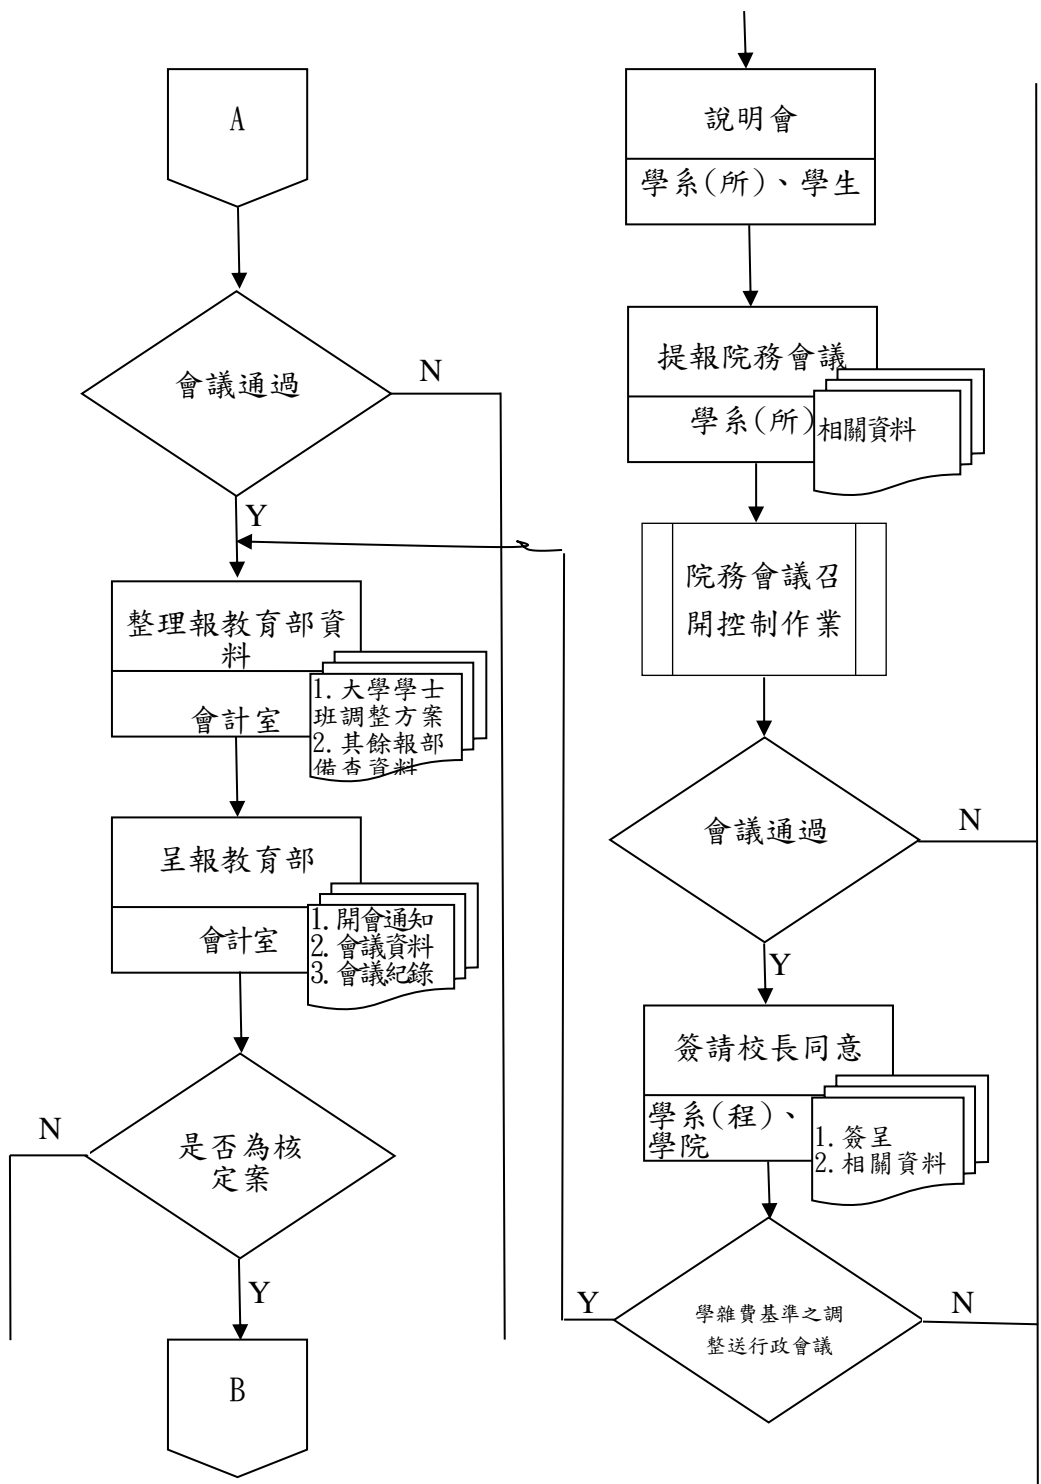 A
會議通過
N
Y
整理報教育部資
料
會計室
1. 大學學士
班調整方案
2. 其餘報部
備查資料
呈報教育部
會計室
1. 開會通知
2. 會議資料
3. 會議紀錄
N
是否為核
定案
Y
B
說明會
學系(所)、學生
提報院務會議
學系(所)
相關資料
院務會議召
開控制作業
會議通過
N
Y
簽請校長同意
學系(程)、
學院
1. 簽呈
2. 相關資料
Y
學雜費基準之調
整送行政會議
N